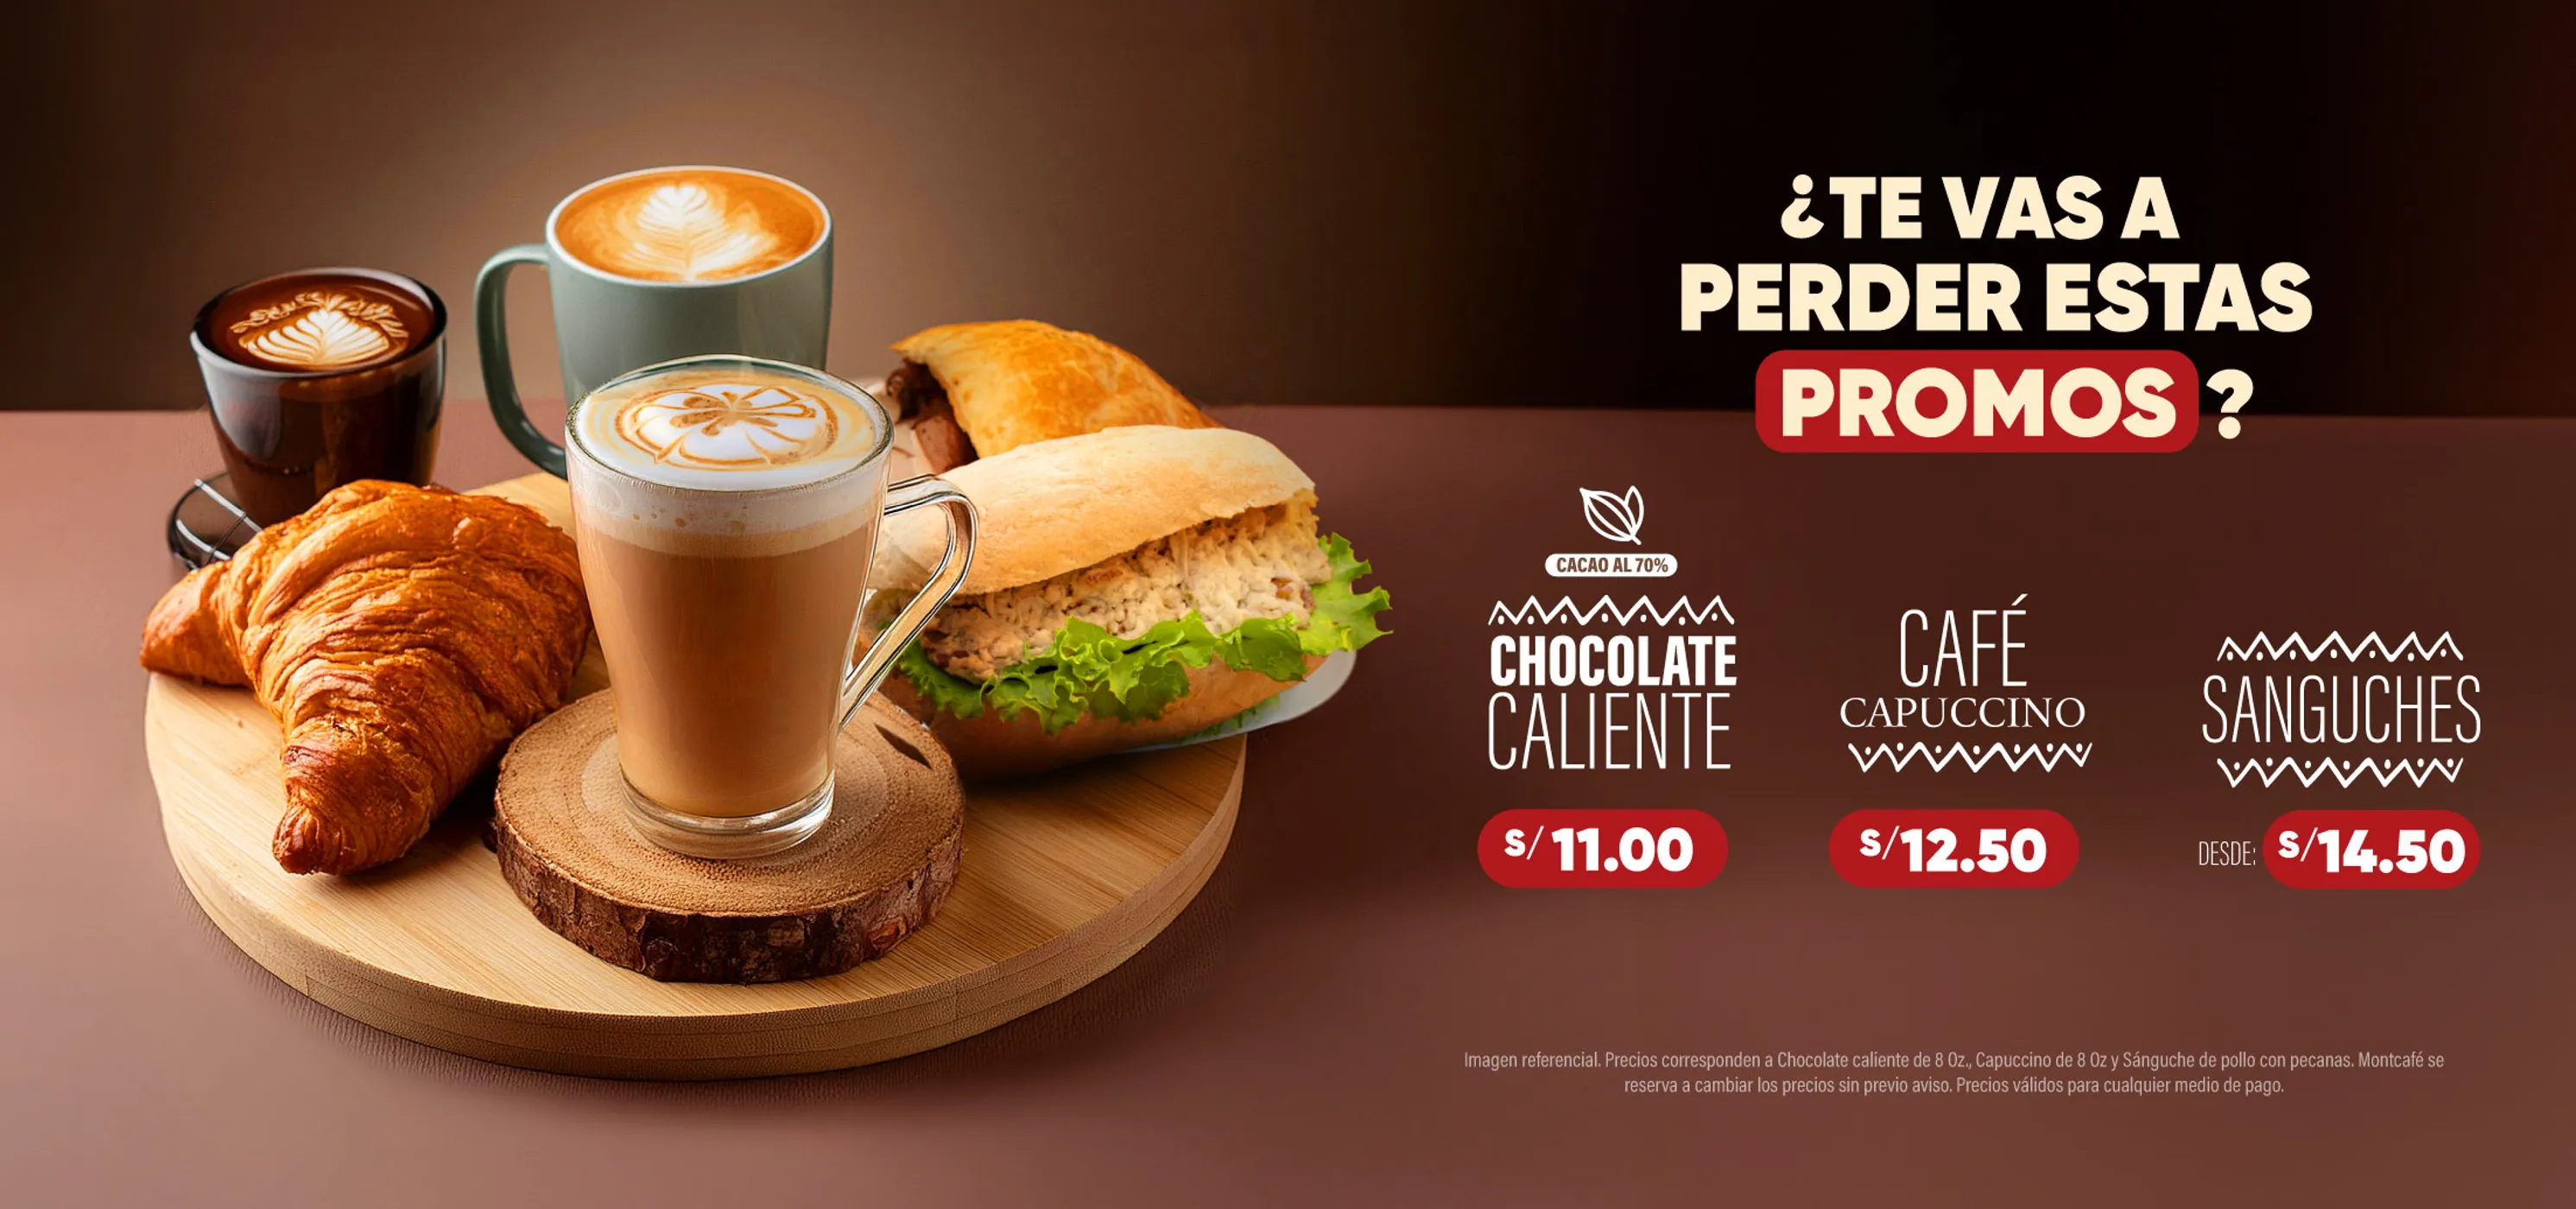 ¿TE VAS A
PERDER ESTAS
PROMOS ?
CACAO AL 70%
CHOCOLATE
CALIENTE
S/ 11.00
CAFÉ
CAPUCCINO
S/12.50
SANGUCHES
DESDE: S/14.50
Imagen referencial. Precios corresponden a Chocolate caliente de 8 Oz., Capuccino de 8 Oz y Sánguche de pollo con pecanas. Montcafé se
reserva a cambiar los precios sin previo aviso. Precios válidos para cualquier medio de pago.